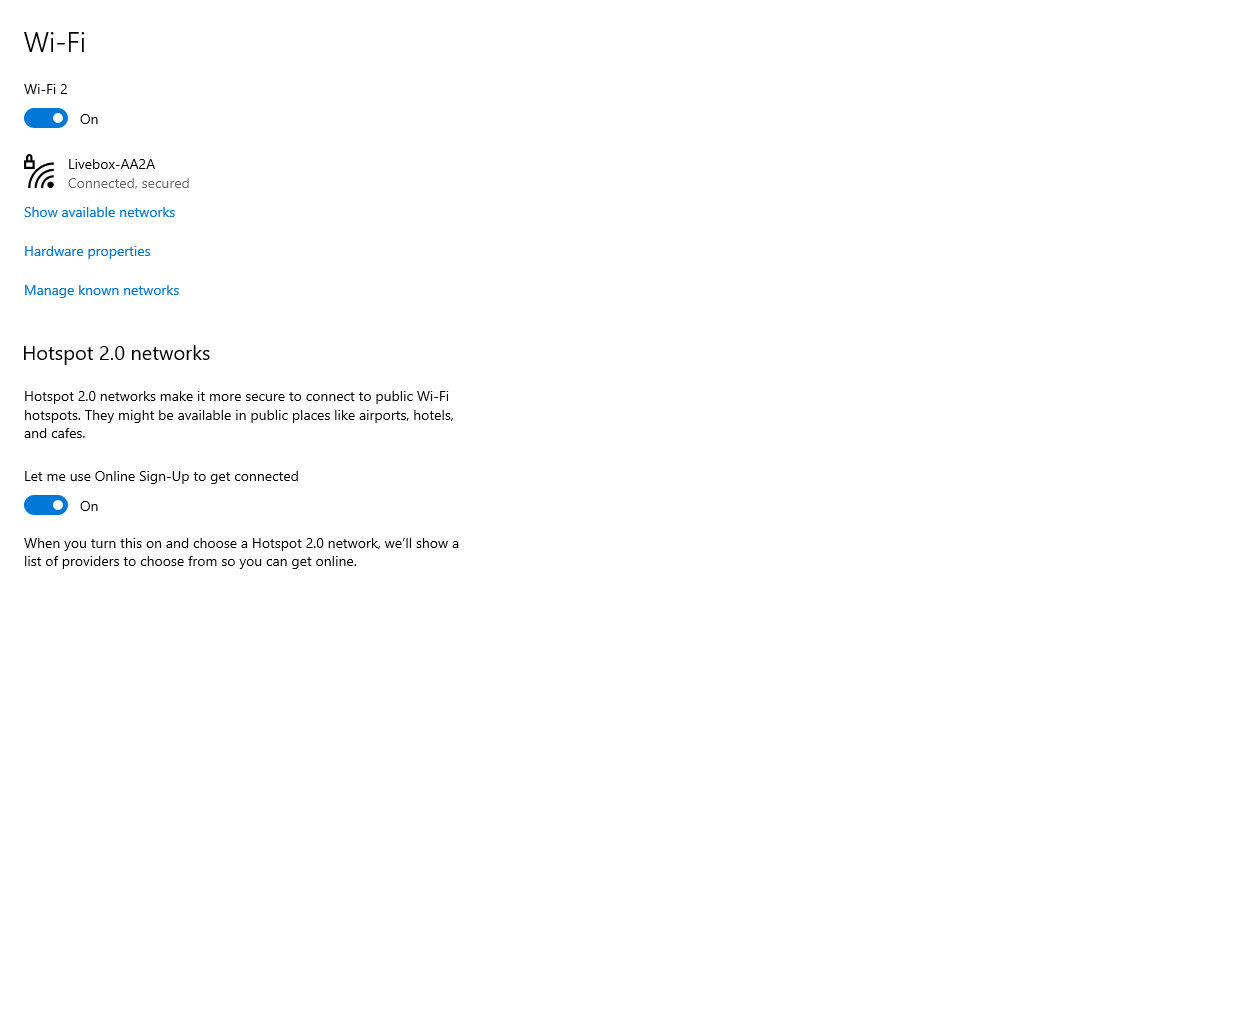 Wi-Fi
Wi-Fi 2
On
Livebox-AA2A
Connected, secured
Show available networks
Hardware properties
Manage known networks
Hotspot 2.0 networks
Hotspot 2.0 networks make it more secure to connect to public Wi-Fi
hotspots. They might be available in public places like airports, hotels,
and cafes.
Let me use Online Sign-Up to get connected
On
When you turn this on and choose a Hotspot 2.0 network, we'll show a
list of providers to choose from so you can get online.